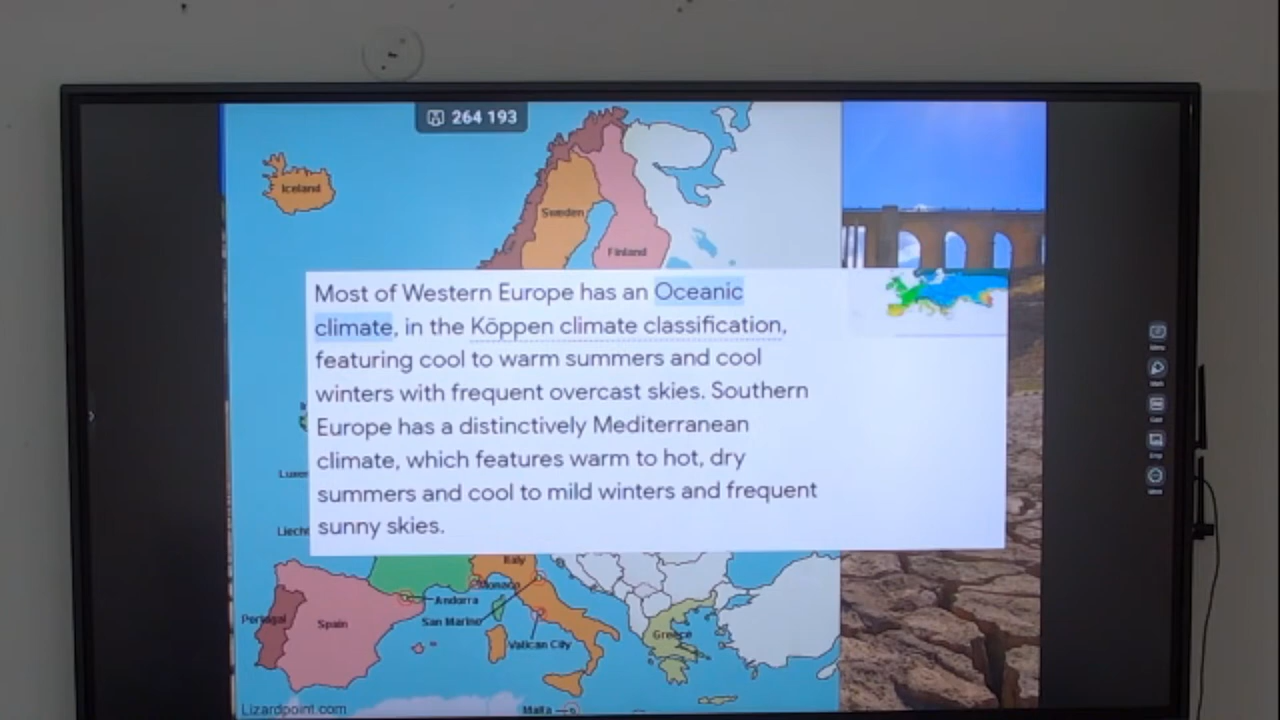 264 193
Iceland
Sweden
Finland
Most of Western Europe has an Oceanic
climate, in the Köppen climate classification,
featuring cool to warm summers and cool
winters with frequent overcast skies. Southern
Europe has a distinctively Mediterranean
climate, which features warm to hot, dry
summers and cool to mild winters and frequent
sunny skies.
Italy
Monaco
Andorra
San Marino
Portugal
Spain
Vatican City
Greece
Malta
Lizardpoint.com
Menu